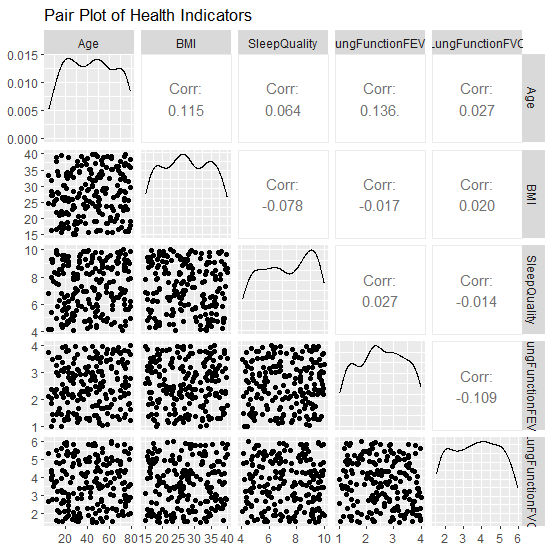 Pair Plot of Health Indicators
Age BMI SleepQuality ungFunctionFEV LungFunctionFVC
0.015
0.010
0.005
0.000
Corr:
0.115
Corr:
0.064
Corr:
0.136.
Corr:
0.027
Age
40
35
30
25
20
15
Corr:
-0.078
Corr:
-0.017
Corr:
0.020
BMI
10
8
6
4
Corr:
0.027
Corr:
-0.014
SleepQuality
4
3
2
1
Corr:
-0.109
ungFunctionFEV
6
5
4
3
2
ungFunctionFVC
20 40 60 80 15 20 25 30 35 40 4 6 8 10 1 2 3 4 2 3 4 5 6